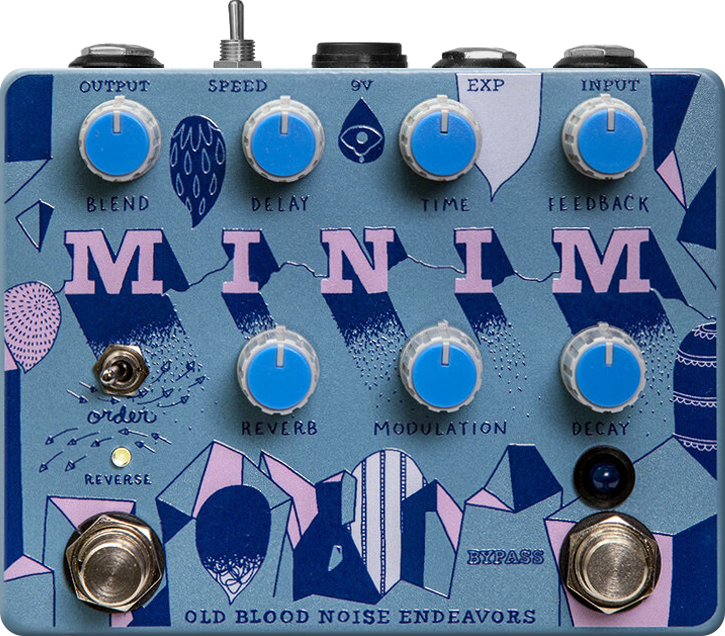 OUTPUT SPEED 9V EXP INPUT
BLEND DELAY TIME FEEDBACK
MINIM
order
REVERB MODULATION DECAY
REVERSE
BYPASS
OLD BLOOD NOISE ENDEAVORS